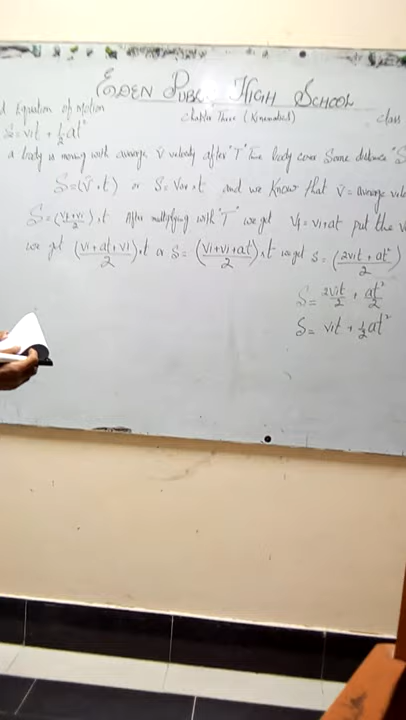 EDEN PUBLIC HIGH SCHOOL
Equation of motion
Chapter Three (Kinematics)
class
S = vit + ½at²
a body is moving with average v̄ velocity after "T" Time body cover Some distance "S
S = (v̄ · t) or S = Vav · t and we know that v̄ = average
S = (Vf+Vi/2) · t After multiplying with "T" we get Vf = Vi + at put the
we get (Vi+at+Vi)/2 · t or S = (Vi+Vi+at/2) · t we get S = (2Vit + at²/2)
S = 2Vit/2 + at²/2
S = Vit + ½at²